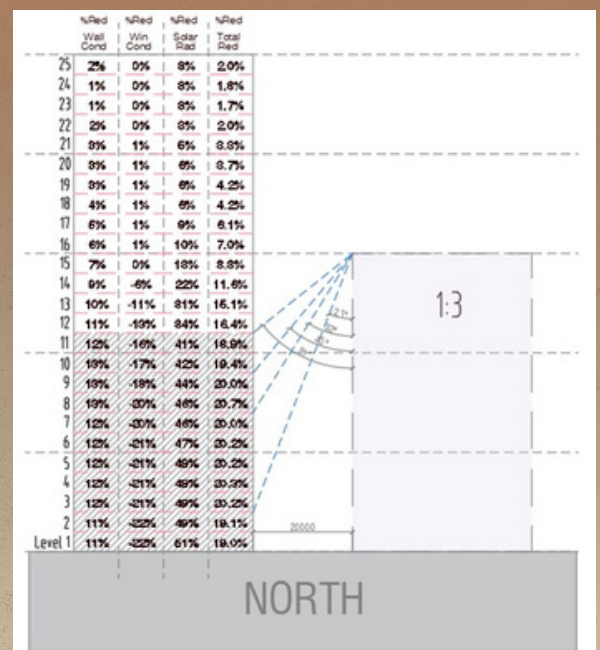 %Red %Red %Red %Red
Wall Cond Win Cond Solar Rad Total Red
25 2% 0% 8% 2.0%
24 1% 0% 8% 1.8%
23 1% 0% 8% 1.7%
22 2% 0% 8% 2.0%
21 3% 1% 5% 3.3%
20 3% 1% 6% 3.7%
19 3% 1% 6% 4.2%
18 4% 1% 6% 4.2%
17 5% 1% 9% 6.1%
16 6% 1% 10% 7.0%
15 7% 0% 13% 8.8%
14 9% -6% 22% 11.6%
13 10% -11% 31% 15.1%
12 11% -13% 34% 16.4%
11 12% -16% 41% 18.9%
10 13% -17% 42% 19.4%
9 13% -18% 44% 20.0%
8 13% -20% 46% 20.7%
7 12% -20% 46% 20.0%
6 12% -21% 47% 20.2%
5 12% -21% 48% 20.2%
4 12% -21% 48% 20.3%
3 12% -21% 49% 20.2%
2 11% -22% 49% 19.1%
Level 1 11% -22% 51% 19.0%
1:3
20000
NORTH